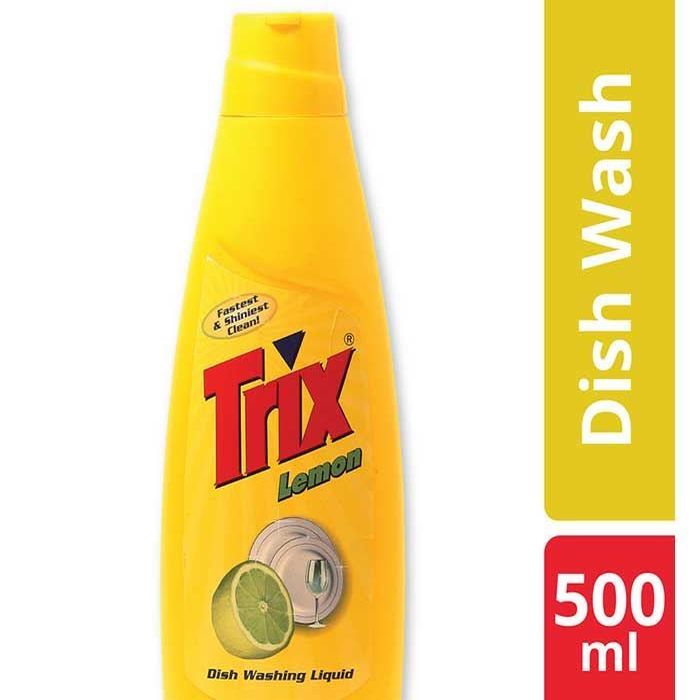 Fastest
& Shiniest
Clean!
Trix®
Lemon
Dish Washing Liquid
Dish Wash
500
ml